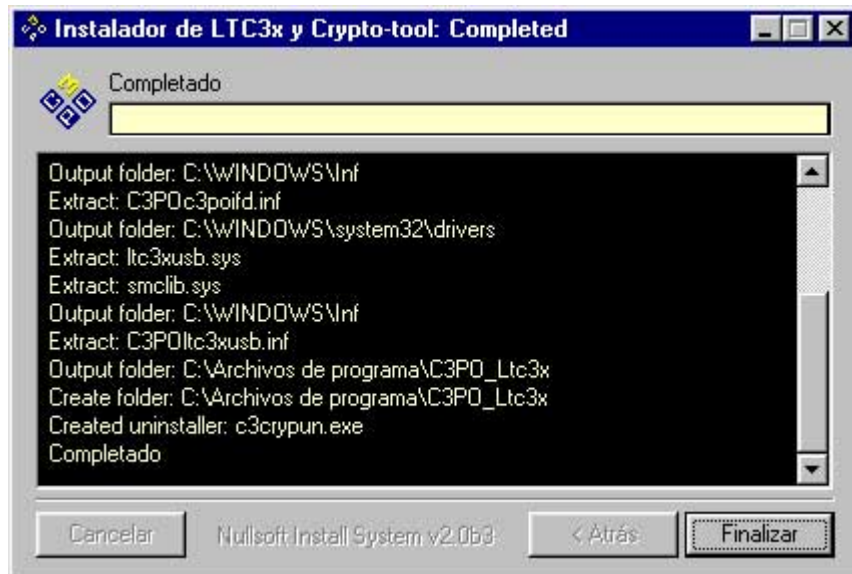 Instalador de LTC3x y Crypto-tool: Completed
Completado
Output folder: C:\WINDOWS\Inf
Extract: C3POc3poifd.inf
Output folder: C:\WINDOWS\system32\drivers
Extract: ltc3xusb.sys
Extract: smclib.sys
Output folder: C:\WINDOWS\Inf
Extract: C3POltc3xusb.inf
Output folder: C:\Archivos de programa\C3PO_Ltc3x
Create folder: C:\Archivos de programa\C3PO_Ltc3x
Created uninstaller: c3crypun.exe
Completado
Cancelar Nullsoft Install System v2.0b3 < Atrás Finalizar